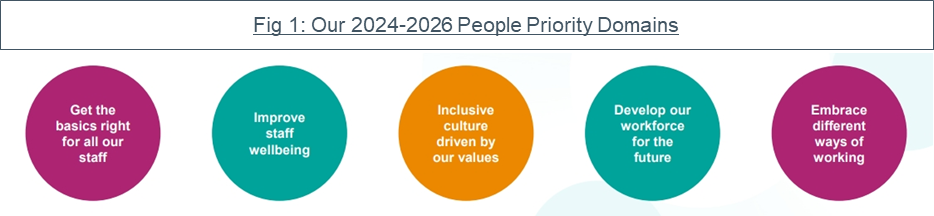 Fig 1: Our 2024-2026 People Priority Domains
Get the
basics right
for all our
staff
Improve
staff
wellbeing
Inclusive
culture
driven by
our values
Develop our
workforce
for the
future
Embrace
different
ways of
working